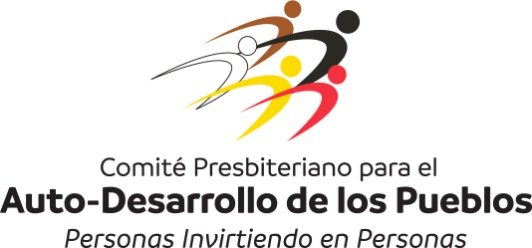 Comité Presbiteriano para el
Auto-Desarrollo de los Pueblos
Personas Invirtiendo en Personas